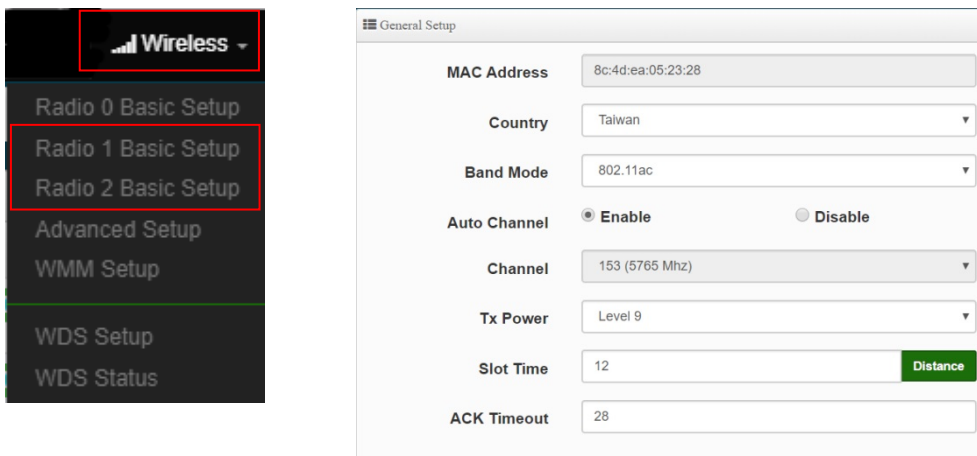 Wireless
Radio 0 Basic Setup
Radio 1 Basic Setup
Radio 2 Basic Setup
Advanced Setup
WMM Setup
WDS Setup
WDS Status
General Setup
MAC Address 8c:4d:ea:05:23:28
Country Taiwan
Band Mode 802.11ac
Auto Channel Enable Disable
Channel 153 (5765 Mhz)
Tx Power Level 9
Slot Time 12 Distance
ACK Timeout 28